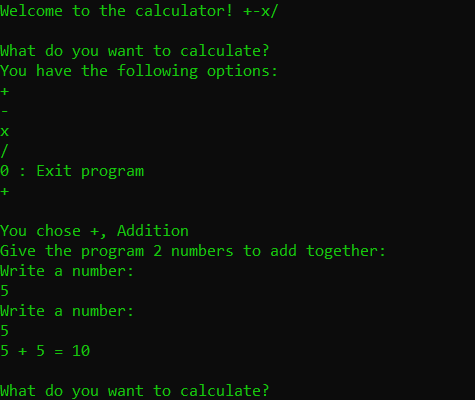 Welcome to the calculator! +-x/
What do you want to calculate?
You have the following options:
+
-
x
/
0 : Exit program
+
You chose +, Addition
Give the program 2 numbers to add together:
Write a number:
5
Write a number:
5
5 + 5 = 10
What do you want to calculate?